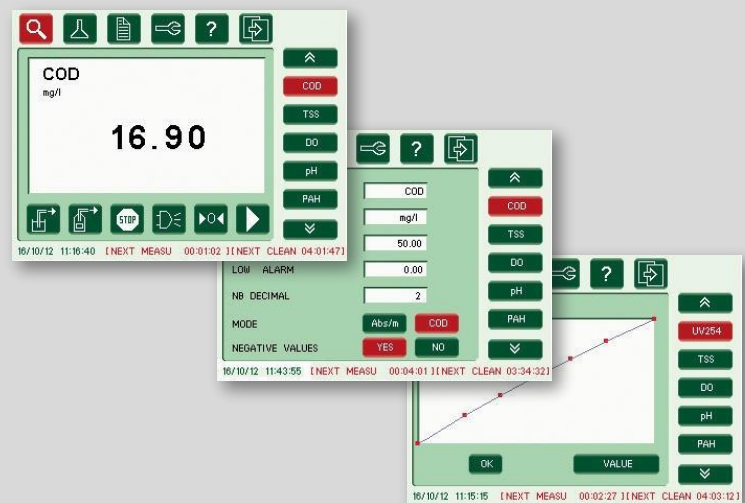 ?
COD
mg/l
16.90
COD
TSS
DO
pH
PAH
STOP
16/10/12 11:16:40 [NEXT MEASU 00:01:02 ][NEXT CLEAN 04:01:47]
?
COD
mg/l
50.00
LOW ALARM 0.00
NB DECIMAL 2
MODE Abs/m COD
NEGATIVE VALUES YES NO
COD
TSS
DO
pH
PAH
16/10/12 11:43:55 [NEXT MEASU 00:04:01 ][NEXT CLEAN 03:34:32]
?
UV254
TSS
DO
pH
PAH
OK VALUE
16/10/12 11:15:15 [NEXT MEASU 00:02:27 ][NEXT CLEAN 04:03:12]